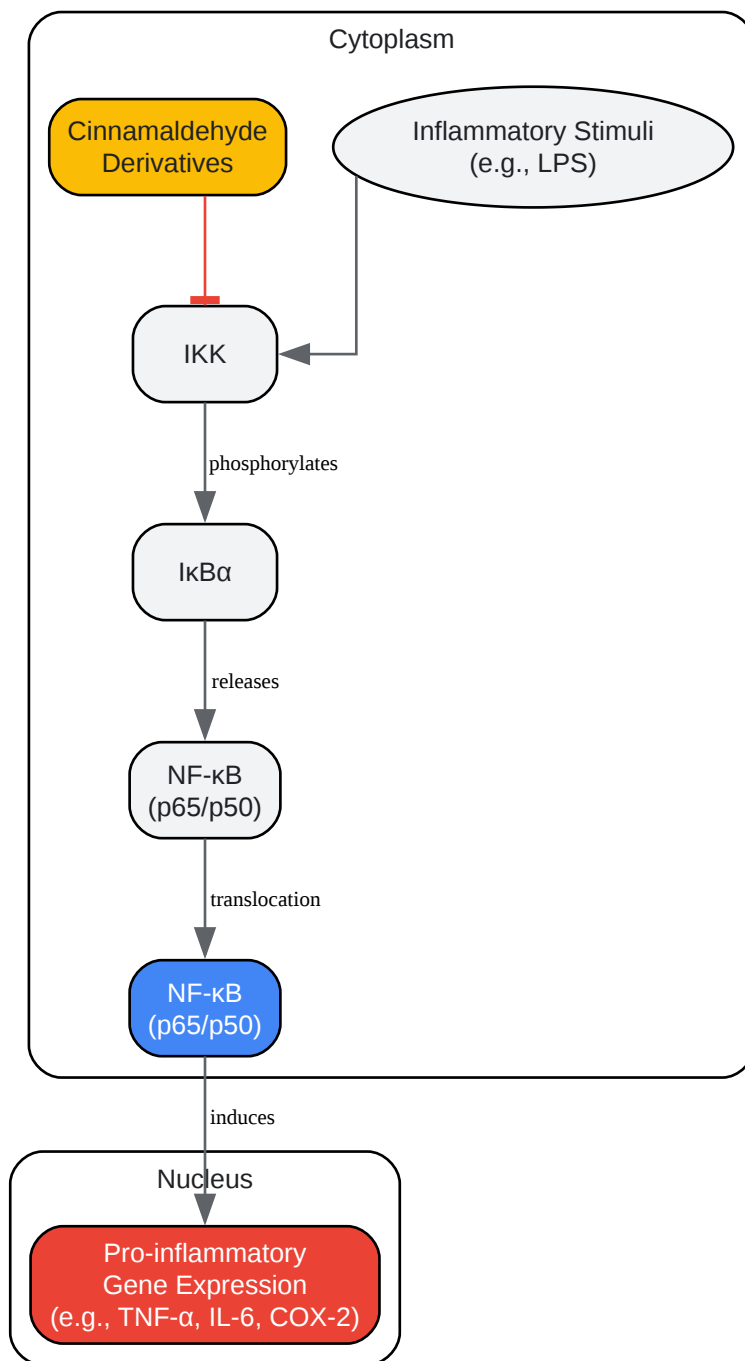 Cytoplasm
Cinnamaldehyde
Derivatives
Inflammatory Stimuli
(e.g., LPS)
IKK
phosphorylates
IκBα
releases
NF-κB
(p65/p50)
translocation
NF-κB
(p65/p50)
induces
Nucleus
Pro-inflammatory
Gene Expression
(e.g., TNF-α, IL-6, COX-2)